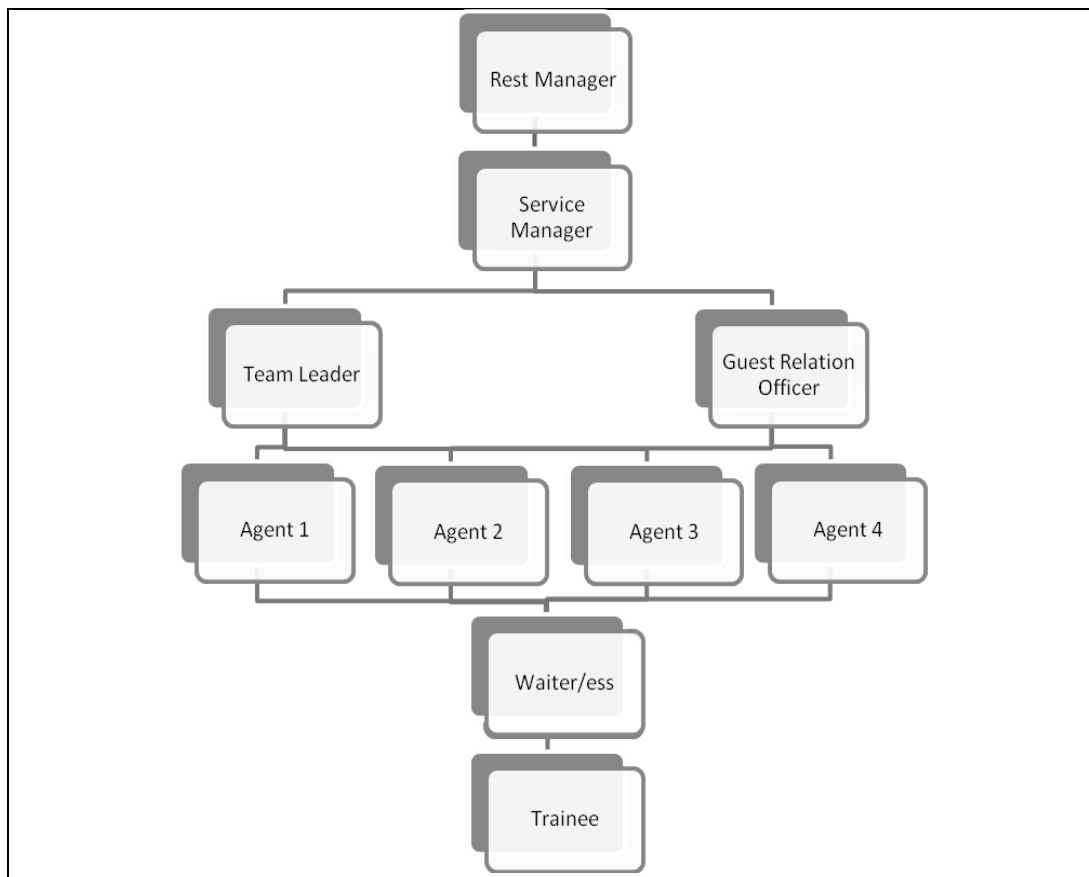 Rest Manager
Service
Manager
Team Leader
Guest Relation
Officer
Agent 1
Agent 2
Agent 3
Agent 4
Waiter/ess
Trainee